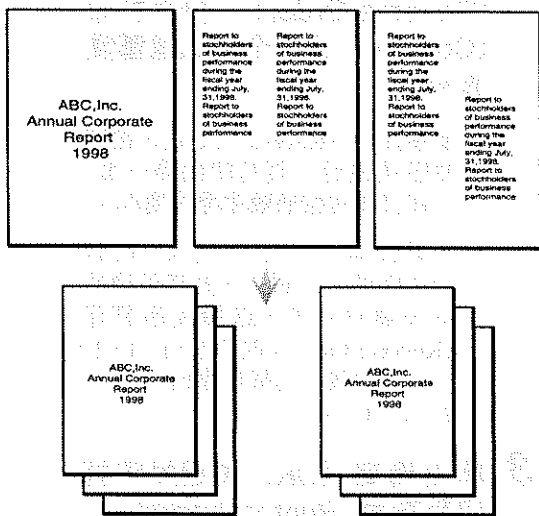 ABC,Inc.
Annual Corporate
Report
1998
Report to
stochholders
of business
performance
during the
fiscal year
ending July,
31,1998.
Report to
stochholders
of business
performance
Report to
stochholders
of business
performance
during the
fiscal year
ending July,
31,1998.
Report to
stochholders
of business
performance
Report to
stochholders
of business
performance
during the
fiscal year
ending July,
31,1998.
Report to
stochholders
of business
performance
Report to
stochholders
of business
performance
during the
fiscal year
ending July,
31,1998.
Report to
stochholders
of business
performance
ABC,Inc.
Annual Corporate
Report
1998
ABC,Inc.
Annual Corporate
Report
1998